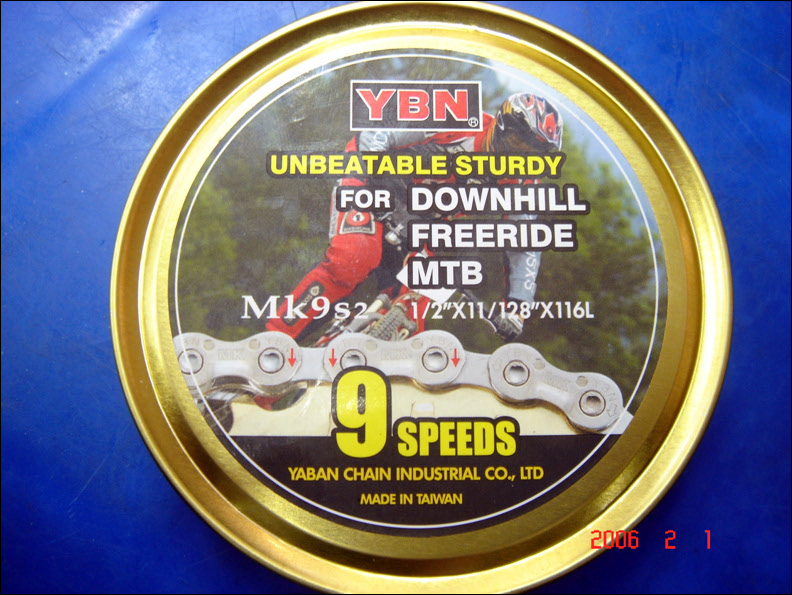 YBN®
UNBEATABLE STURDY
FOR DOWNHILL
FREERIDE
MTB
Mk9s2 1/2"X11/128"X116L
9 SPEEDS
YABAN CHAIN INDUSTRIAL CO., LTD
MADE IN TAIWAN
2006 2 1